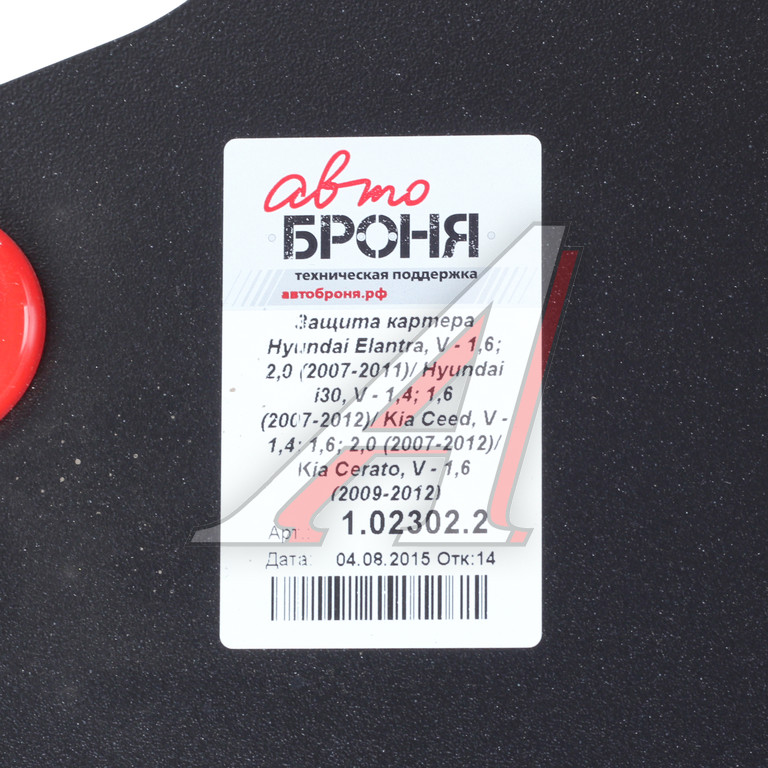 авто
БРОНЯ
техническая поддержка
автоброня.рф
Защита картера
Hyundai Elantra, V - 1,6;
2,0 (2007-2011)/ Hyundai
i30, V - 1,4; 1,6
(2007-2012)/ Kia Ceed, V -
1,4; 1,6; 2,0 (2007-2012)/
Kia Cerato, V - 1,6
(2009-2012)
Арт.: 1.02302.2
Дата: 04.08.2015 Отк:14